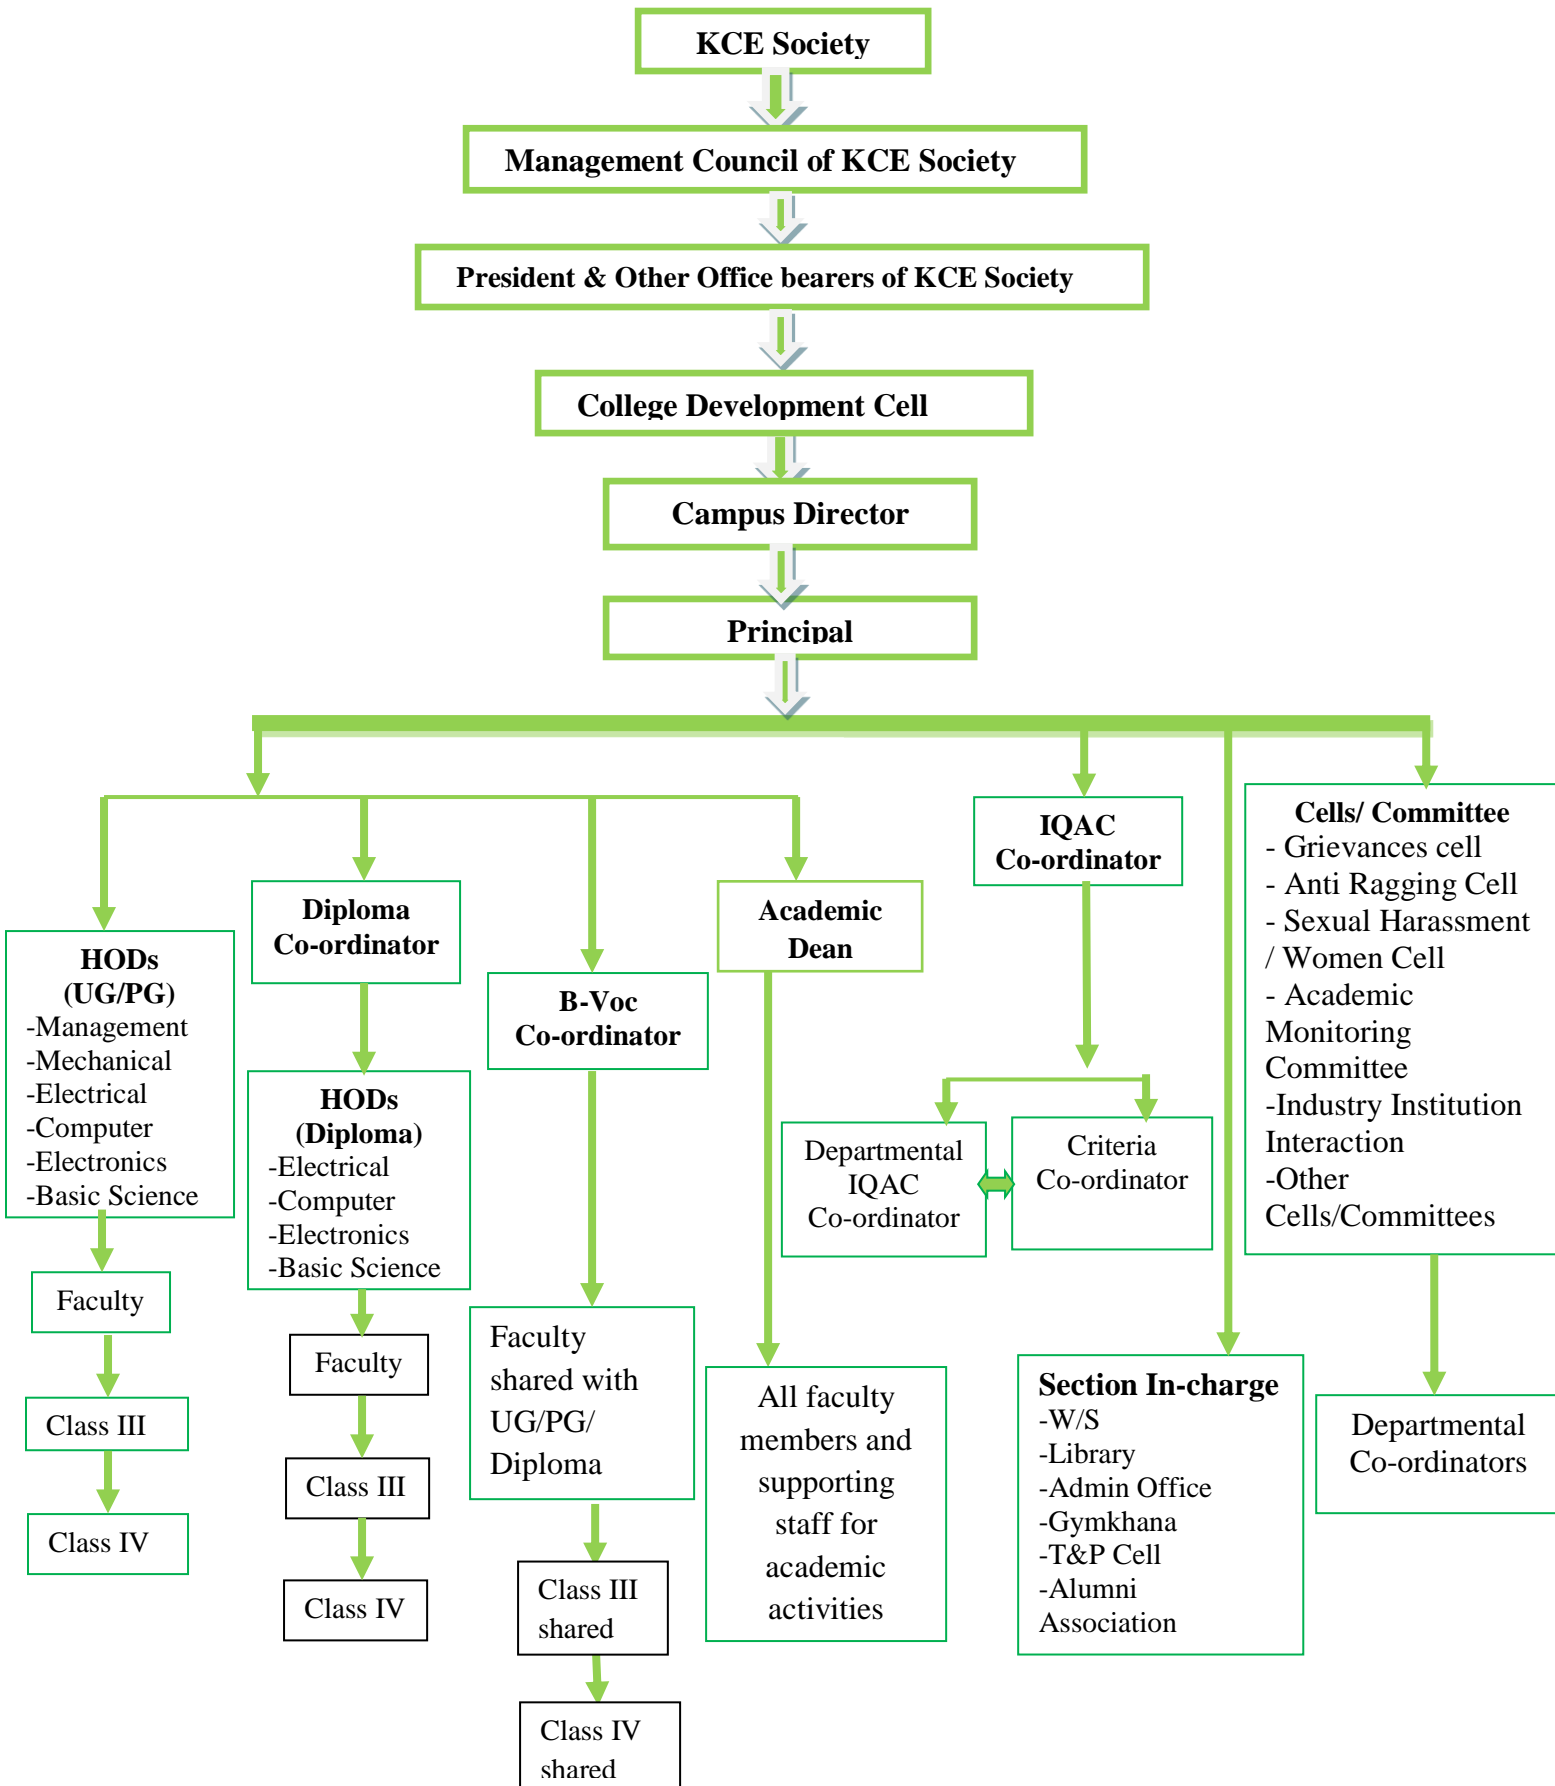 KCE Society
Management Council of KCE Society
President & Other Office bearers of KCE Society
College Development Cell
Campus Director
Principal
HODs
(UG/PG)
-Management
-Mechanical
-Electrical
-Computer
-Electronics
-Basic Science
Faculty
Class III
Class IV
Diploma
Co-ordinator
HODs
(Diploma)
-Electrical
-Computer
-Electronics
-Basic Science
Faculty
Class III
Class IV
B-Voc
Co-ordinator
Faculty
shared with
UG/PG/
Diploma
Class III
shared
Class IV
shared
Academic
Dean
All faculty
members and
supporting
staff for
academic
activities
IQAC
Co-ordinator
Departmental
IQAC
Co-ordinator
Criteria
Co-ordinator
Section In-charge
-W/S
-Library
-Admin Office
-Gymkhana
-T&P Cell
-Alumni
Association
Cells/ Committee
- Grievances cell
- Anti Ragging Cell
- Sexual Harassment
/ Women Cell
- Academic
Monitoring
Committee
-Industry Institution
Interaction
-Other
Cells/Committees
Departmental
Co-ordinators